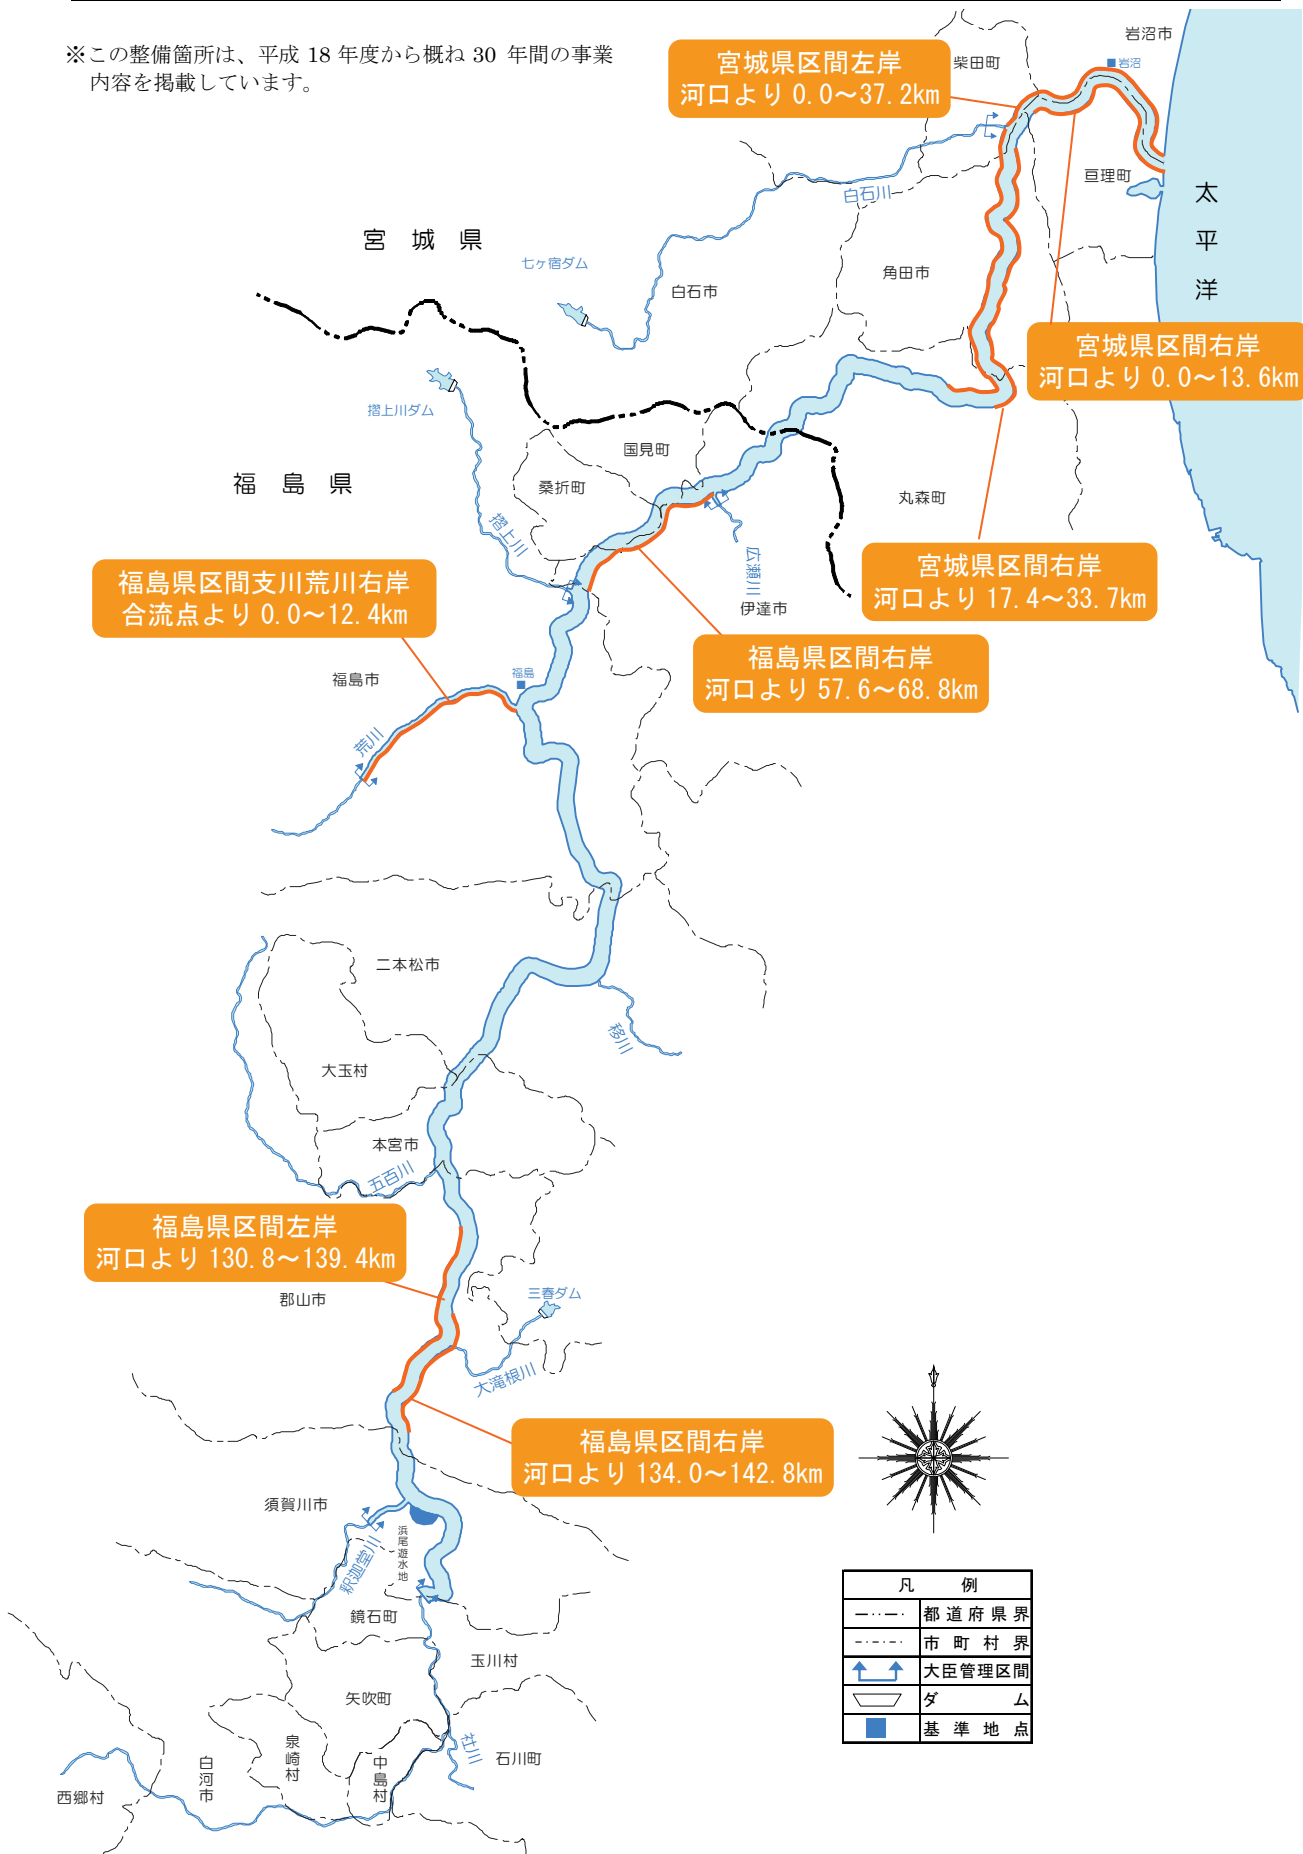 ※この整備箇所は、平成 18 年度から概ね 30 年間の事業
内容を掲載しています。
岩沼市
柴田町
岩沼
宮城県区間左岸
河口より 0.0～37.2km
亘理町
白石川
太平洋
宮城県
七ヶ宿ダム
角田市
白石市
宮城県区間右岸
河口より 0.0～13.6km
摺上川ダム
国見町
福島県
桑折町
丸森町
摺上川
広瀬川
宮城県区間右岸
河口より 17.4～33.7km
福島県区間支川荒川右岸
合流点より 0.0～12.4km
伊達市
福島県区間右岸
河口より 57.6～68.8km
福島市
福島
荒川
二本松市
移川
大玉村
本宮市
五百川
福島県区間左岸
河口より 130.8～139.4km
郡山市
三春ダム
大滝根川
福島県区間右岸
河口より 134.0～142.8km
須賀川市
浜尾遊水地
釈迦堂川
鏡石町
玉川村
矢吹町
社川
石川町
泉崎村
中島村
白河市
西郷村
凡例
都道府県界
市町村界
大臣管理区間
ダム
基準地点